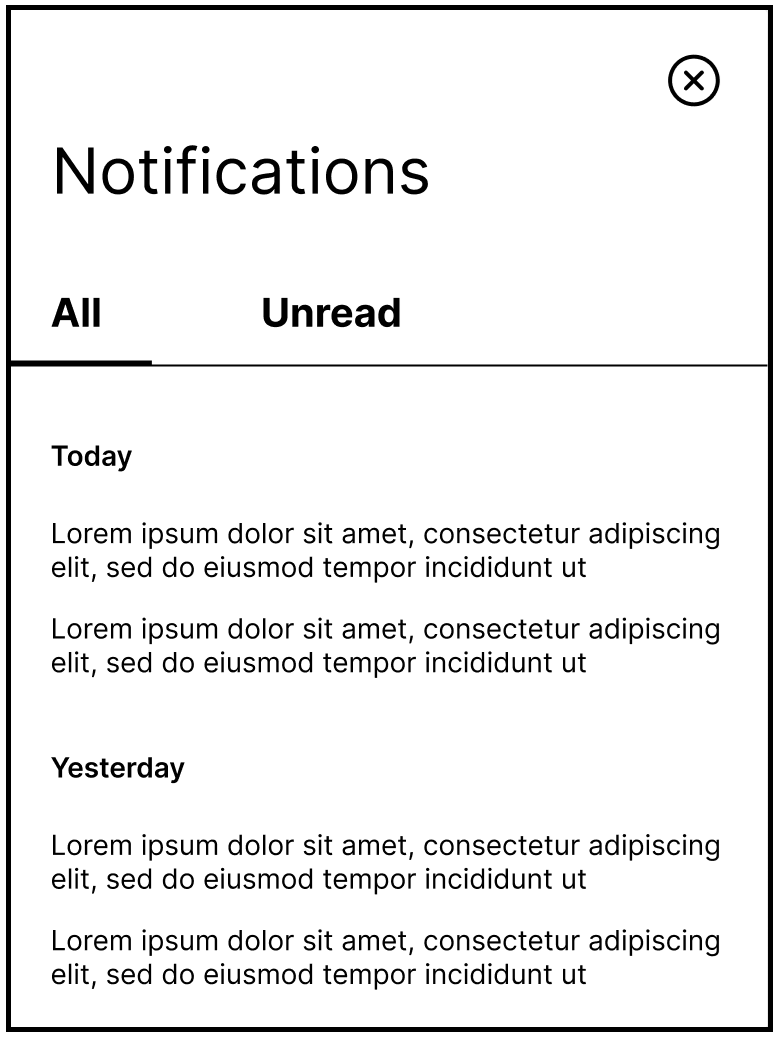 Notifications
All Unread
Today
Lorem ipsum dolor sit amet, consectetur adipiscing
elit, sed do eiusmod tempor incididunt ut
Lorem ipsum dolor sit amet, consectetur adipiscing
elit, sed do eiusmod tempor incididunt ut
Yesterday
Lorem ipsum dolor sit amet, consectetur adipiscing
elit, sed do eiusmod tempor incididunt ut
Lorem ipsum dolor sit amet, consectetur adipiscing
elit, sed do eiusmod tempor incididunt ut